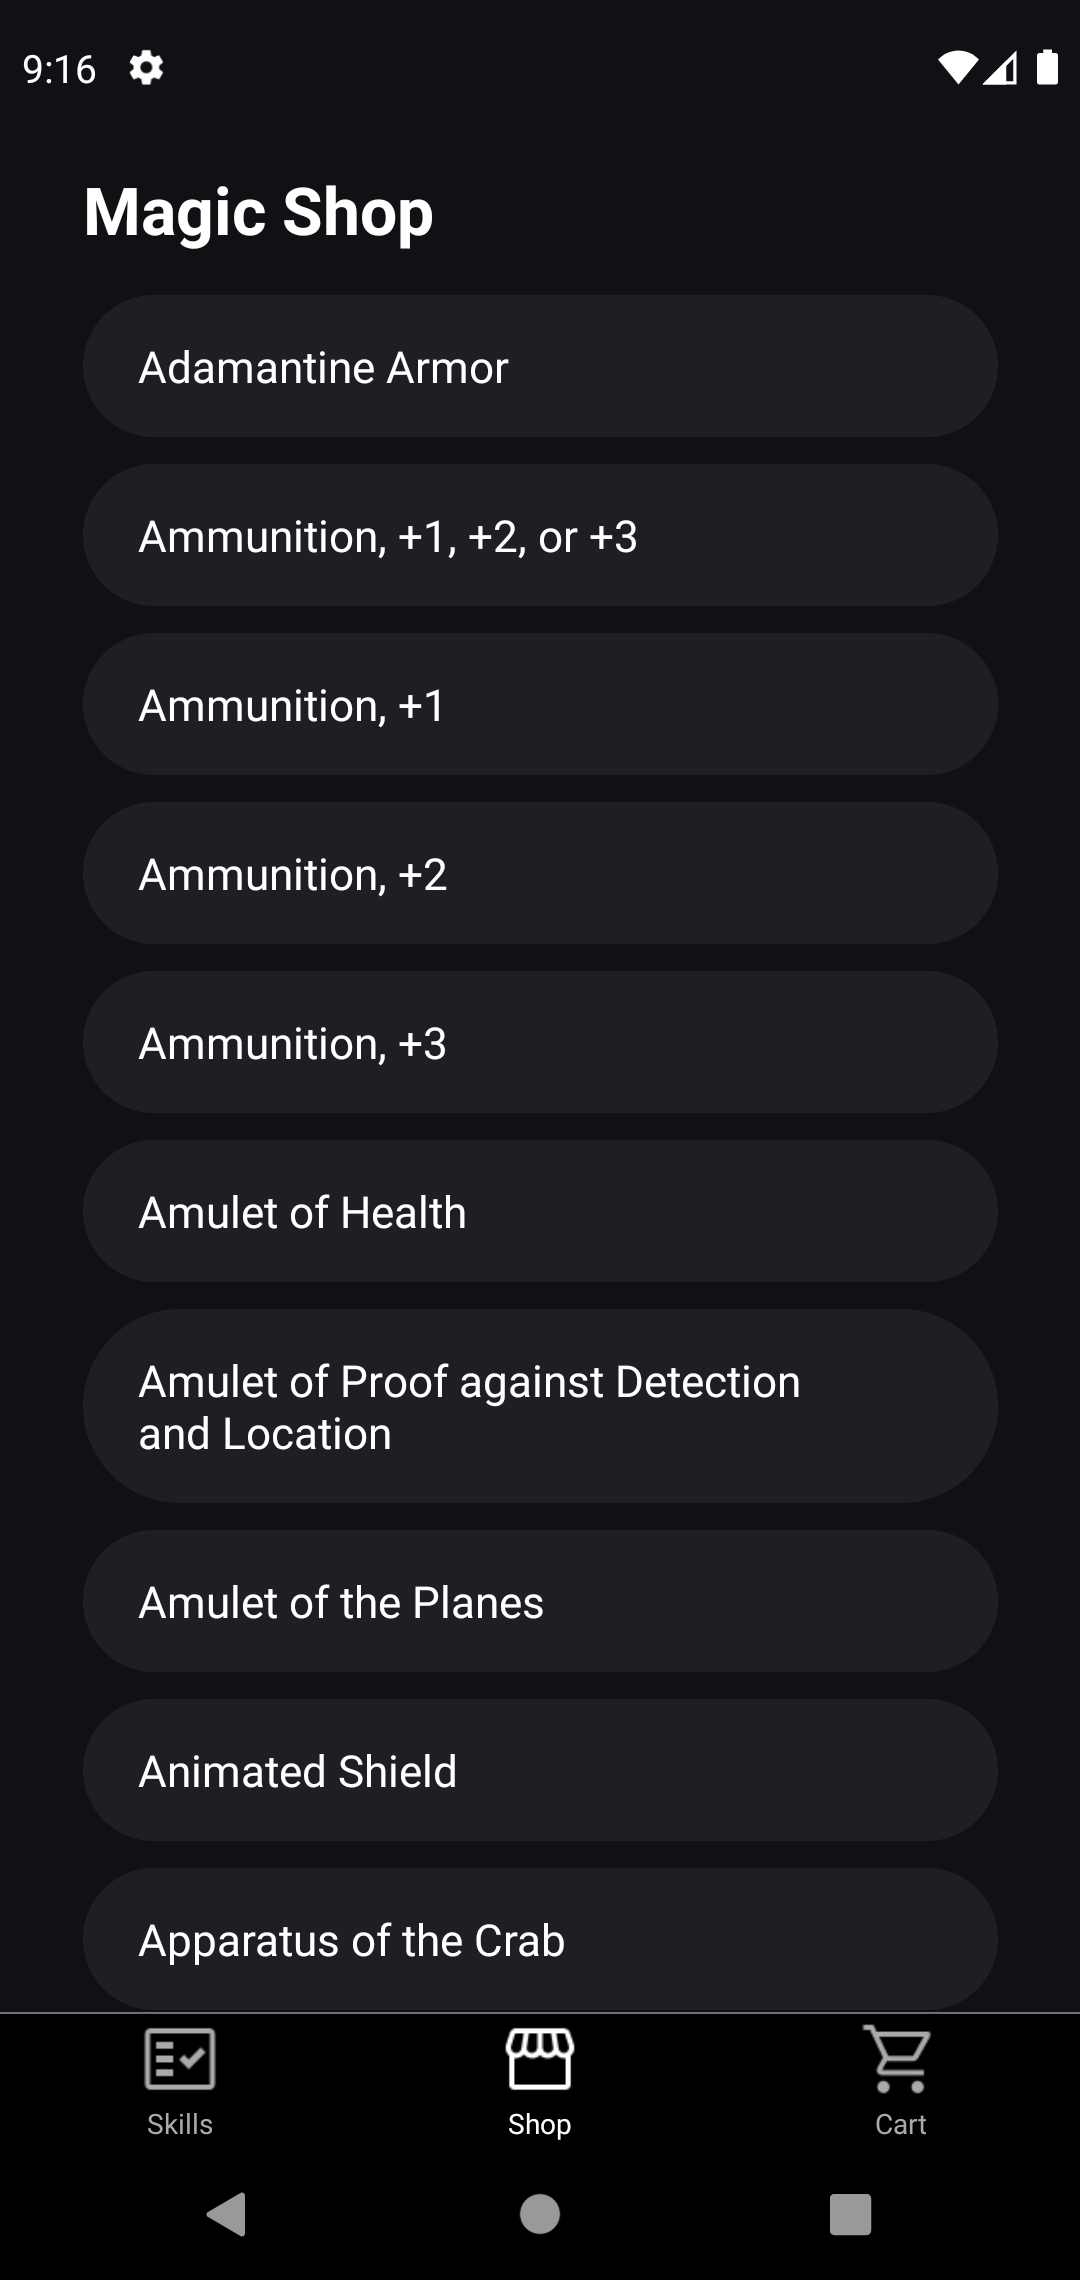 9:16
Magic Shop
Adamantine Armor
Ammunition, +1, +2, or +3
Ammunition, +1
Ammunition, +2
Ammunition, +3
Amulet of Health
Amulet of Proof against Detection
and Location
Amulet of the Planes
Animated Shield
Apparatus of the Crab
Skills
Shop
Cart